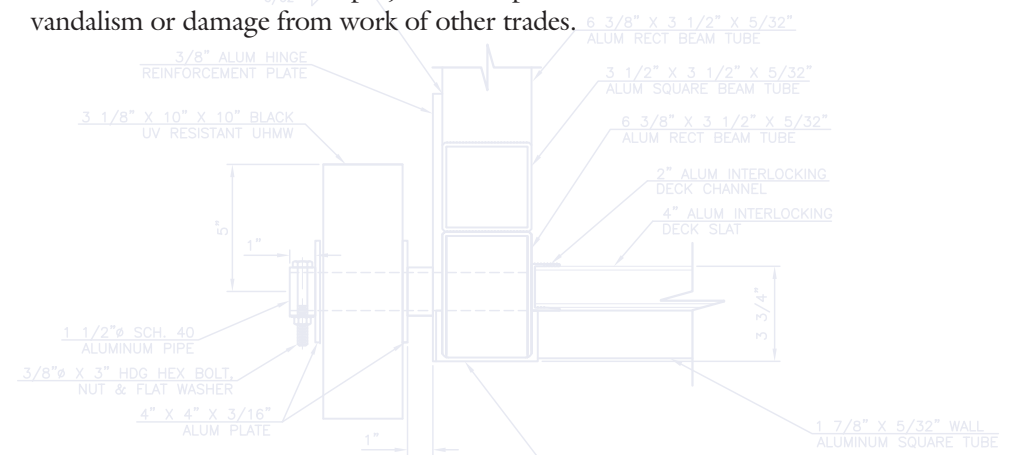 vandalism or damage from work of other trades.
6 3/8" X 3 1/2" X 5/32"
ALUM RECT BEAM TUBE
3/8" ALUM HINGE
REINFORCEMENT PLATE
3 1/2" X 3 1/2" X 5/32"
ALUM SQUARE BEAM TUBE
3 1/8" X 10" X 10" BLACK
UV RESISTANT UHMW
6 3/8" X 3 1/2" X 5/32"
ALUM RECT BEAM TUBE
2" ALUM INTERLOCKING
DECK CHANNEL
4" ALUM INTERLOCKING
DECK SLAT
5"
1"
3 3/4"
1 1/2"ø SCH. 40
ALUMINUM PIPE
3/8"ø X 3" HDG HEX BOLT,
NUT & FLAT WASHER
4" X 4" X 3/16"
ALUM PLATE
1"
1 7/8" X 5/32" WALL
ALUMINUM SQUARE TUBE